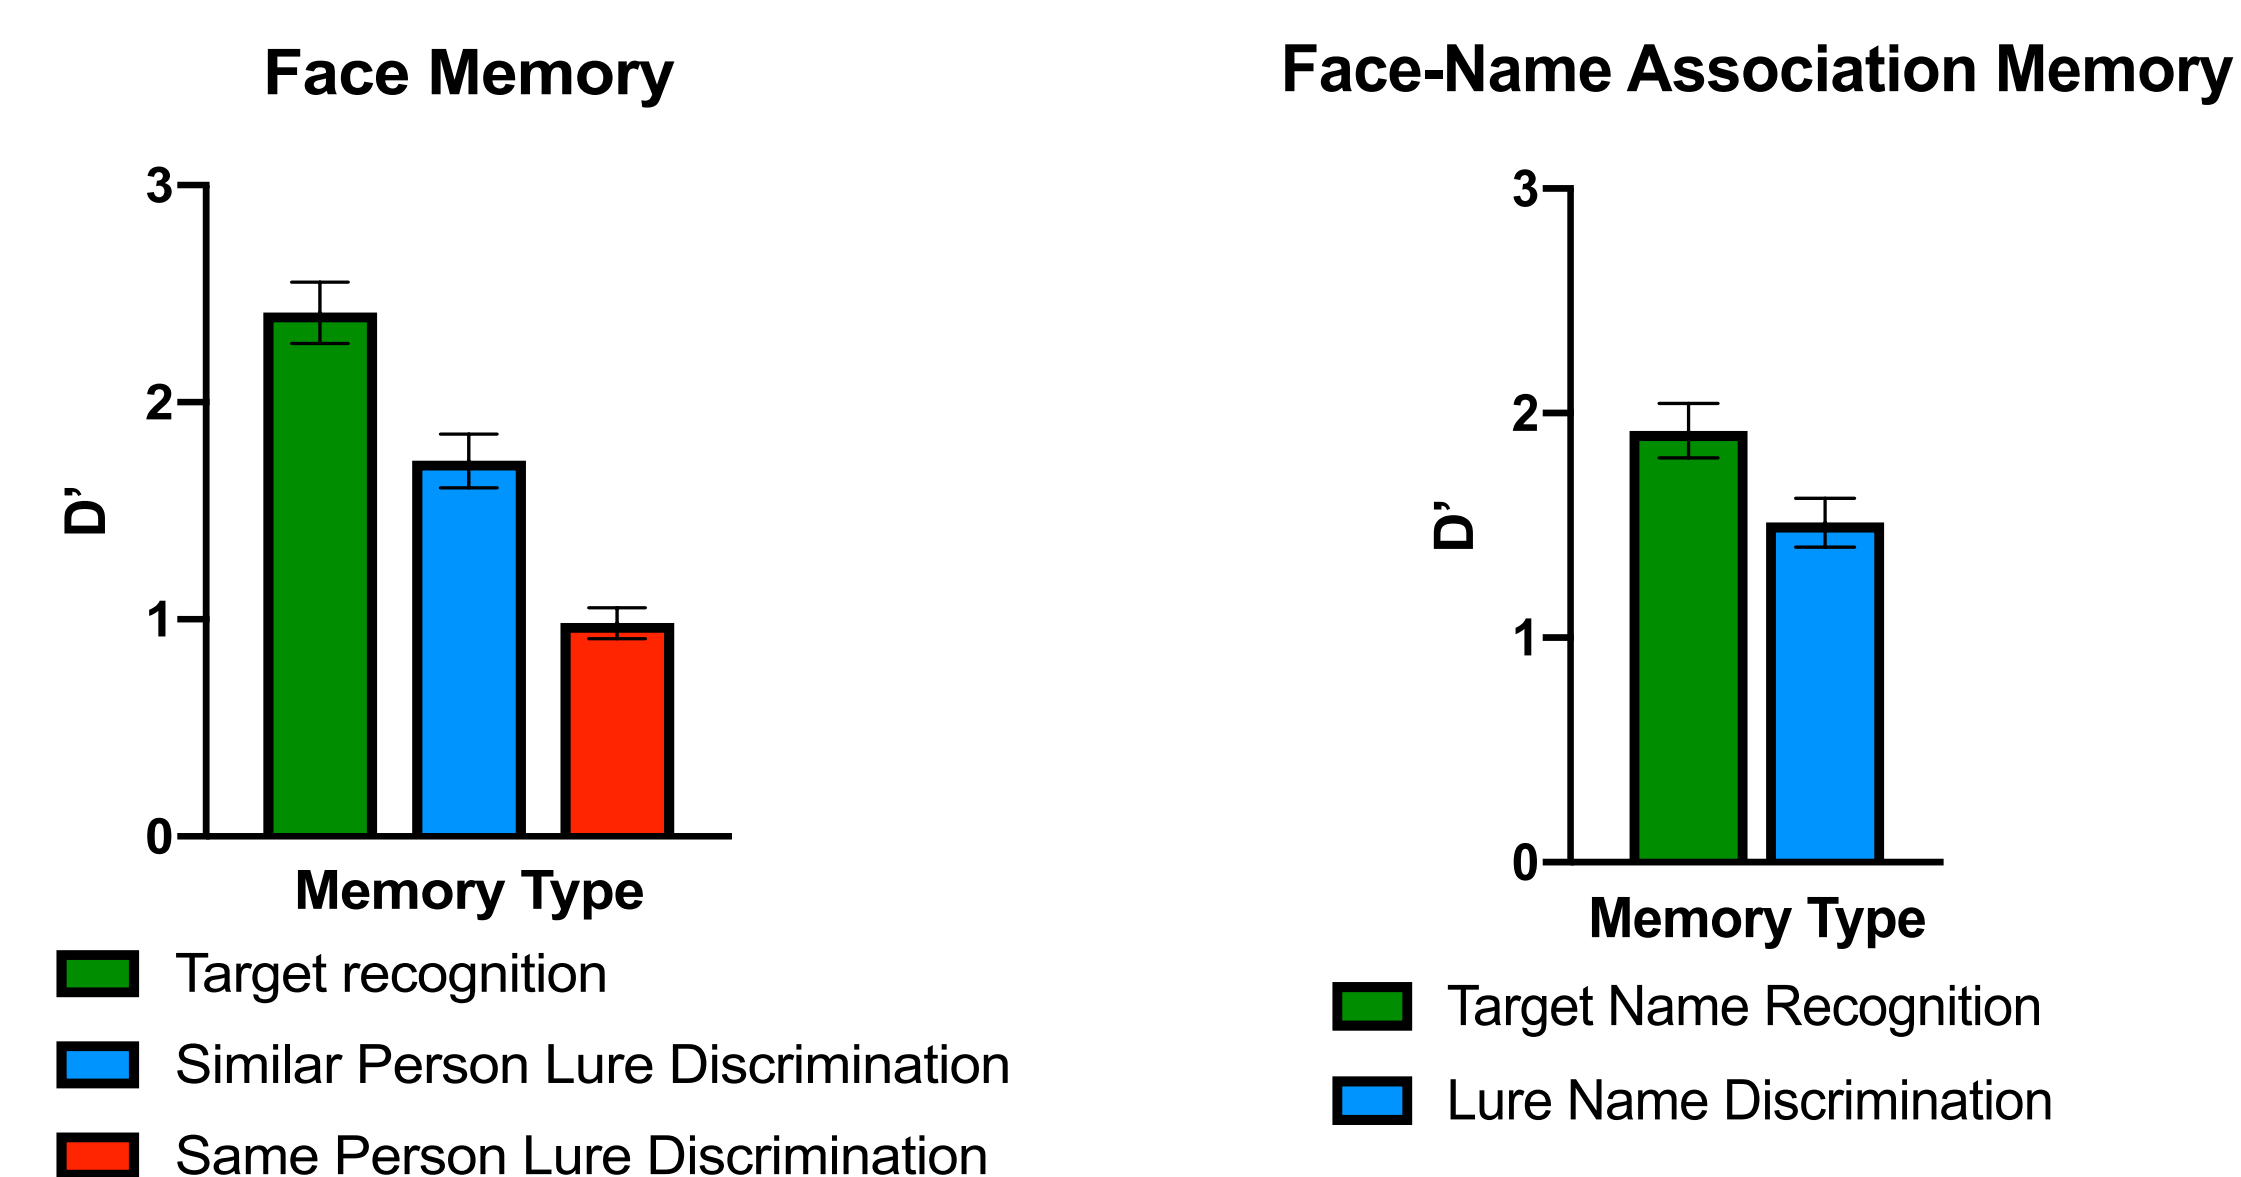 Face Memory
3
2
1
0
D’
Memory Type
Target recognition
Similar Person Lure Discrimination
Same Person Lure Discrimination
Face-Name Association Memory
3
2
1
0
D’
Memory Type
Target Name Recognition
Lure Name Discrimination